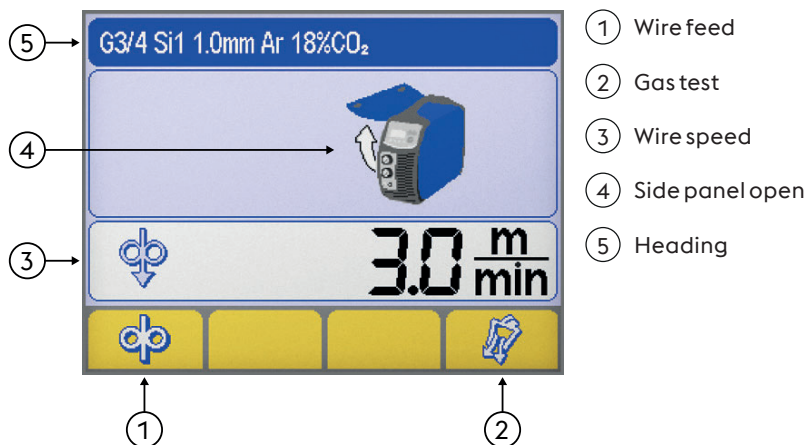 5
G3/4 Si1 1.0mm Ar 18%CO₂
4
3
3.0 m
min
1
2
1 Wire feed
2 Gas test
3 Wire speed
4 Side panel open
5 Heading